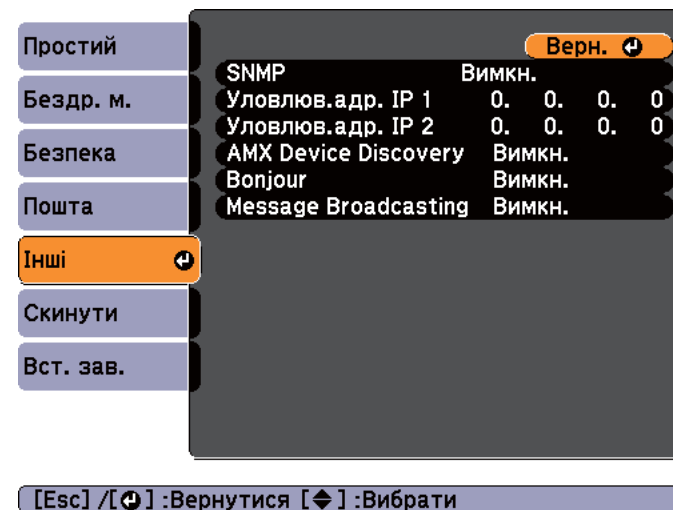 Простий
Бездр. м.
Безпека
Пошта
Інші
Скинути
Вст. зав.
Верн.
SNMP Вимкн.
Уловлюв.адр. IP 1 0. 0. 0. 0
Уловлюв.адр. IP 2 0. 0. 0. 0
AMX Device Discovery Вимкн.
Bonjour Вимкн.
Message Broadcasting Вимкн.
[Esc] /[⏎] :Вернутися [◆] :Вибрати